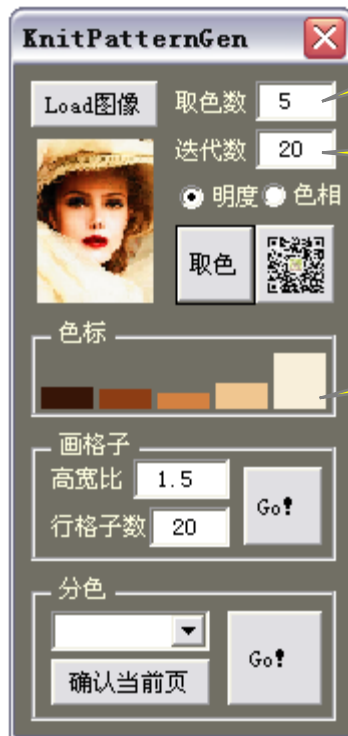 KnitPatternGen
Load图像 取色数 5
迭代数 20
明度 色相
取色
色标
画格子
高宽比 1.5
行格子数 20
Go!
分色
确认当前页
Go!